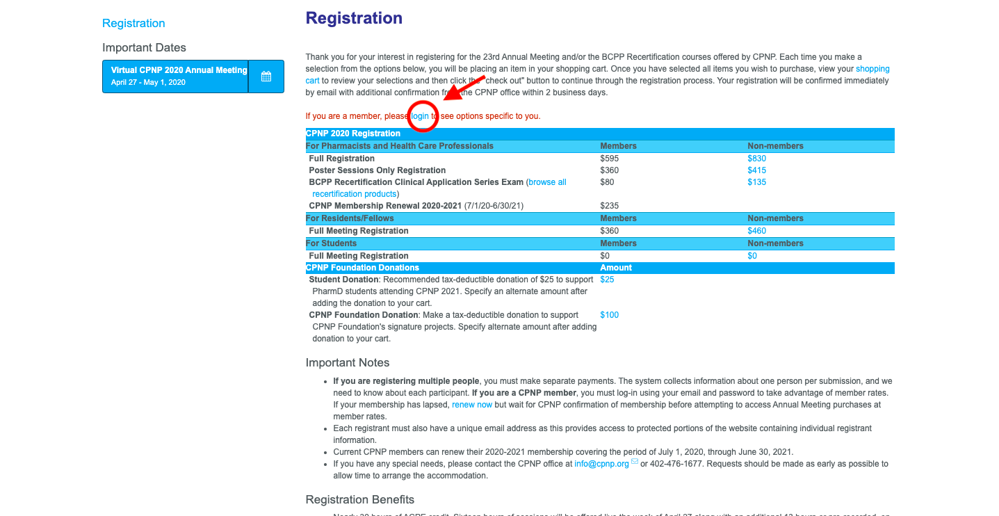 Registration
Important Dates
Virtual CPNP 2020 Annual Meeting
April 27 - May 1, 2020
Registration
Thank you for your interest in registering for the 23rd Annual Meeting and/or the BCPP Recertification courses offered by CPNP. Each time you make a
selection from the options below, you will be placing an item in your shopping cart. Once you have selected all items you wish to purchase, view your shopping
cart to review your selections and then click the "check out" button to continue through the registration process. Your registration will be confirmed immediately
by email with additional confirmation from the CPNP office within 2 business days.
If you are a member, please login to see options specific to you.
CPNP 2020 Registration
For Pharmacists and Health Care Professionals Members Non-members
Full Registration $595 $830
Poster Sessions Only Registration $360 $415
BCPP Recertification Clinical Application Series Exam (browse all $80 $135
recertification products)
CPNP Membership Renewal 2020-2021 (7/1/20-6/30/21) $235
For Residents/Fellows Members Non-members
Full Meeting Registration $360 $460
For Students Members Non-members
Full Meeting Registration $0 $0
CPNP Foundation Donations Amount
Student Donation: Recommended tax-deductible donation of $25 to support $25
PharmD students attending CPNP 2021. Specify an alternate amount after
adding the donation to your cart.
CPNP Foundation Donation: Make a tax-deductible donation to support $100
CPNP Foundation's signature projects. Specify alternate amount after adding
donation to your cart.
Important Notes
• If you are registering multiple people, you must make separate payments. The system collects information about one person per submission, and we
need to know about each participant. If you are a CPNP member, you must log-in using your email and password to take advantage of member rates.
If your membership has lapsed, renew now but wait for CPNP confirmation of membership before attempting to access Annual Meeting purchases at
member rates.
• Each registrant must also have a unique email address as this provides access to protected portions of the website containing individual registrant
information.
• Current CPNP members can renew their 2020-2021 membership covering the period of July 1, 2020, through June 30, 2021.
• If you have any special needs, please contact the CPNP office at info@cpnp.org or 402-476-1677. Requests should be made as early as possible to
allow time to arrange the accommodation.
Registration Benefits